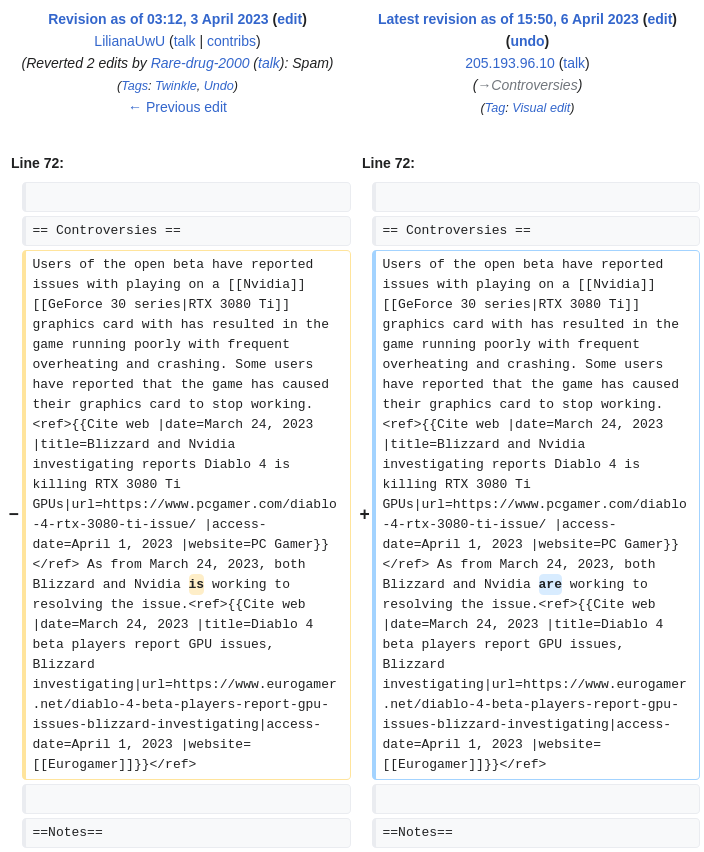 Revision as of 03:12, 3 April 2023 (edit)
LilianaUwU (talk | contribs)
(Reverted 2 edits by Rare-drug-2000 (talk): Spam)
(Tags: Twinkle, Undo)
← Previous edit
Latest revision as of 15:50, 6 April 2023 (edit)
(undo)
205.193.96.10 (talk)
(→Controversies)
(Tag: Visual edit)
Line 72:
== Controversies ==
−
Users of the open beta have reported
issues with playing on a [[Nvidia]]
[[GeForce 30 series|RTX 3080 Ti]]
graphics card with has resulted in the
game running poorly with frequent
overheating and crashing. Some users
have reported that the game has caused
their graphics card to stop working.
<ref>{{Cite web |date=March 24, 2023
|title=Blizzard and Nvidia
investigating reports Diablo 4 is
killing RTX 3080 Ti
GPUs|url=https://www.pcgamer.com/diablo
-4-rtx-3080-ti-issue/ |access-
date=April 1, 2023 |website=PC Gamer}}
</ref> As from March 24, 2023, both
Blizzard and Nvidia is working to
resolving the issue.<ref>{{Cite web
|date=March 24, 2023 |title=Diablo 4
beta players report GPU issues,
Blizzard
investigating|url=https://www.eurogamer
.net/diablo-4-beta-players-report-gpu-
issues-blizzard-investigating|access-
date=April 1, 2023 |website=
[[Eurogamer]]}}</ref>
==Notes==
Line 72:
== Controversies ==
+
Users of the open beta have reported
issues with playing on a [[Nvidia]]
[[GeForce 30 series|RTX 3080 Ti]]
graphics card with has resulted in the
game running poorly with frequent
overheating and crashing. Some users
have reported that the game has caused
their graphics card to stop working.
<ref>{{Cite web |date=March 24, 2023
|title=Blizzard and Nvidia
investigating reports Diablo 4 is
killing RTX 3080 Ti
GPUs|url=https://www.pcgamer.com/diablo
-4-rtx-3080-ti-issue/ |access-
date=April 1, 2023 |website=PC Gamer}}
</ref> As from March 24, 2023, both
Blizzard and Nvidia are working to
resolving the issue.<ref>{{Cite web
|date=March 24, 2023 |title=Diablo 4
beta players report GPU issues,
Blizzard
investigating|url=https://www.eurogamer
.net/diablo-4-beta-players-report-gpu-
issues-blizzard-investigating|access-
date=April 1, 2023 |website=
[[Eurogamer]]}}</ref>
==Notes==